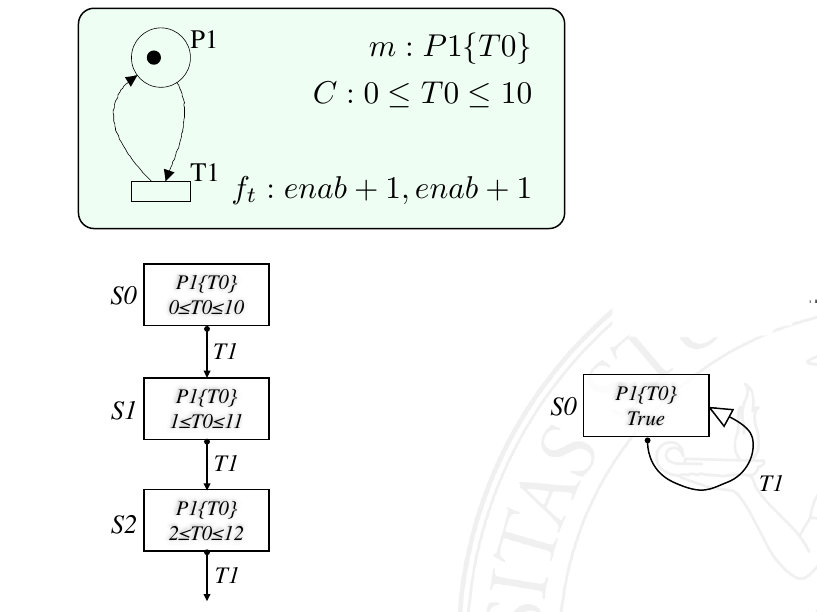 P1
m : P1{T0}
C : 0 ≤ T0 ≤ 10
T1
f_t : enab + 1, enab + 1
S0
P1{T0}
0≤T0≤10
T1
S1
P1{T0}
1≤T0≤11
T1
S2
P1{T0}
2≤T0≤12
T1
S0
P1{T0}
True
T1